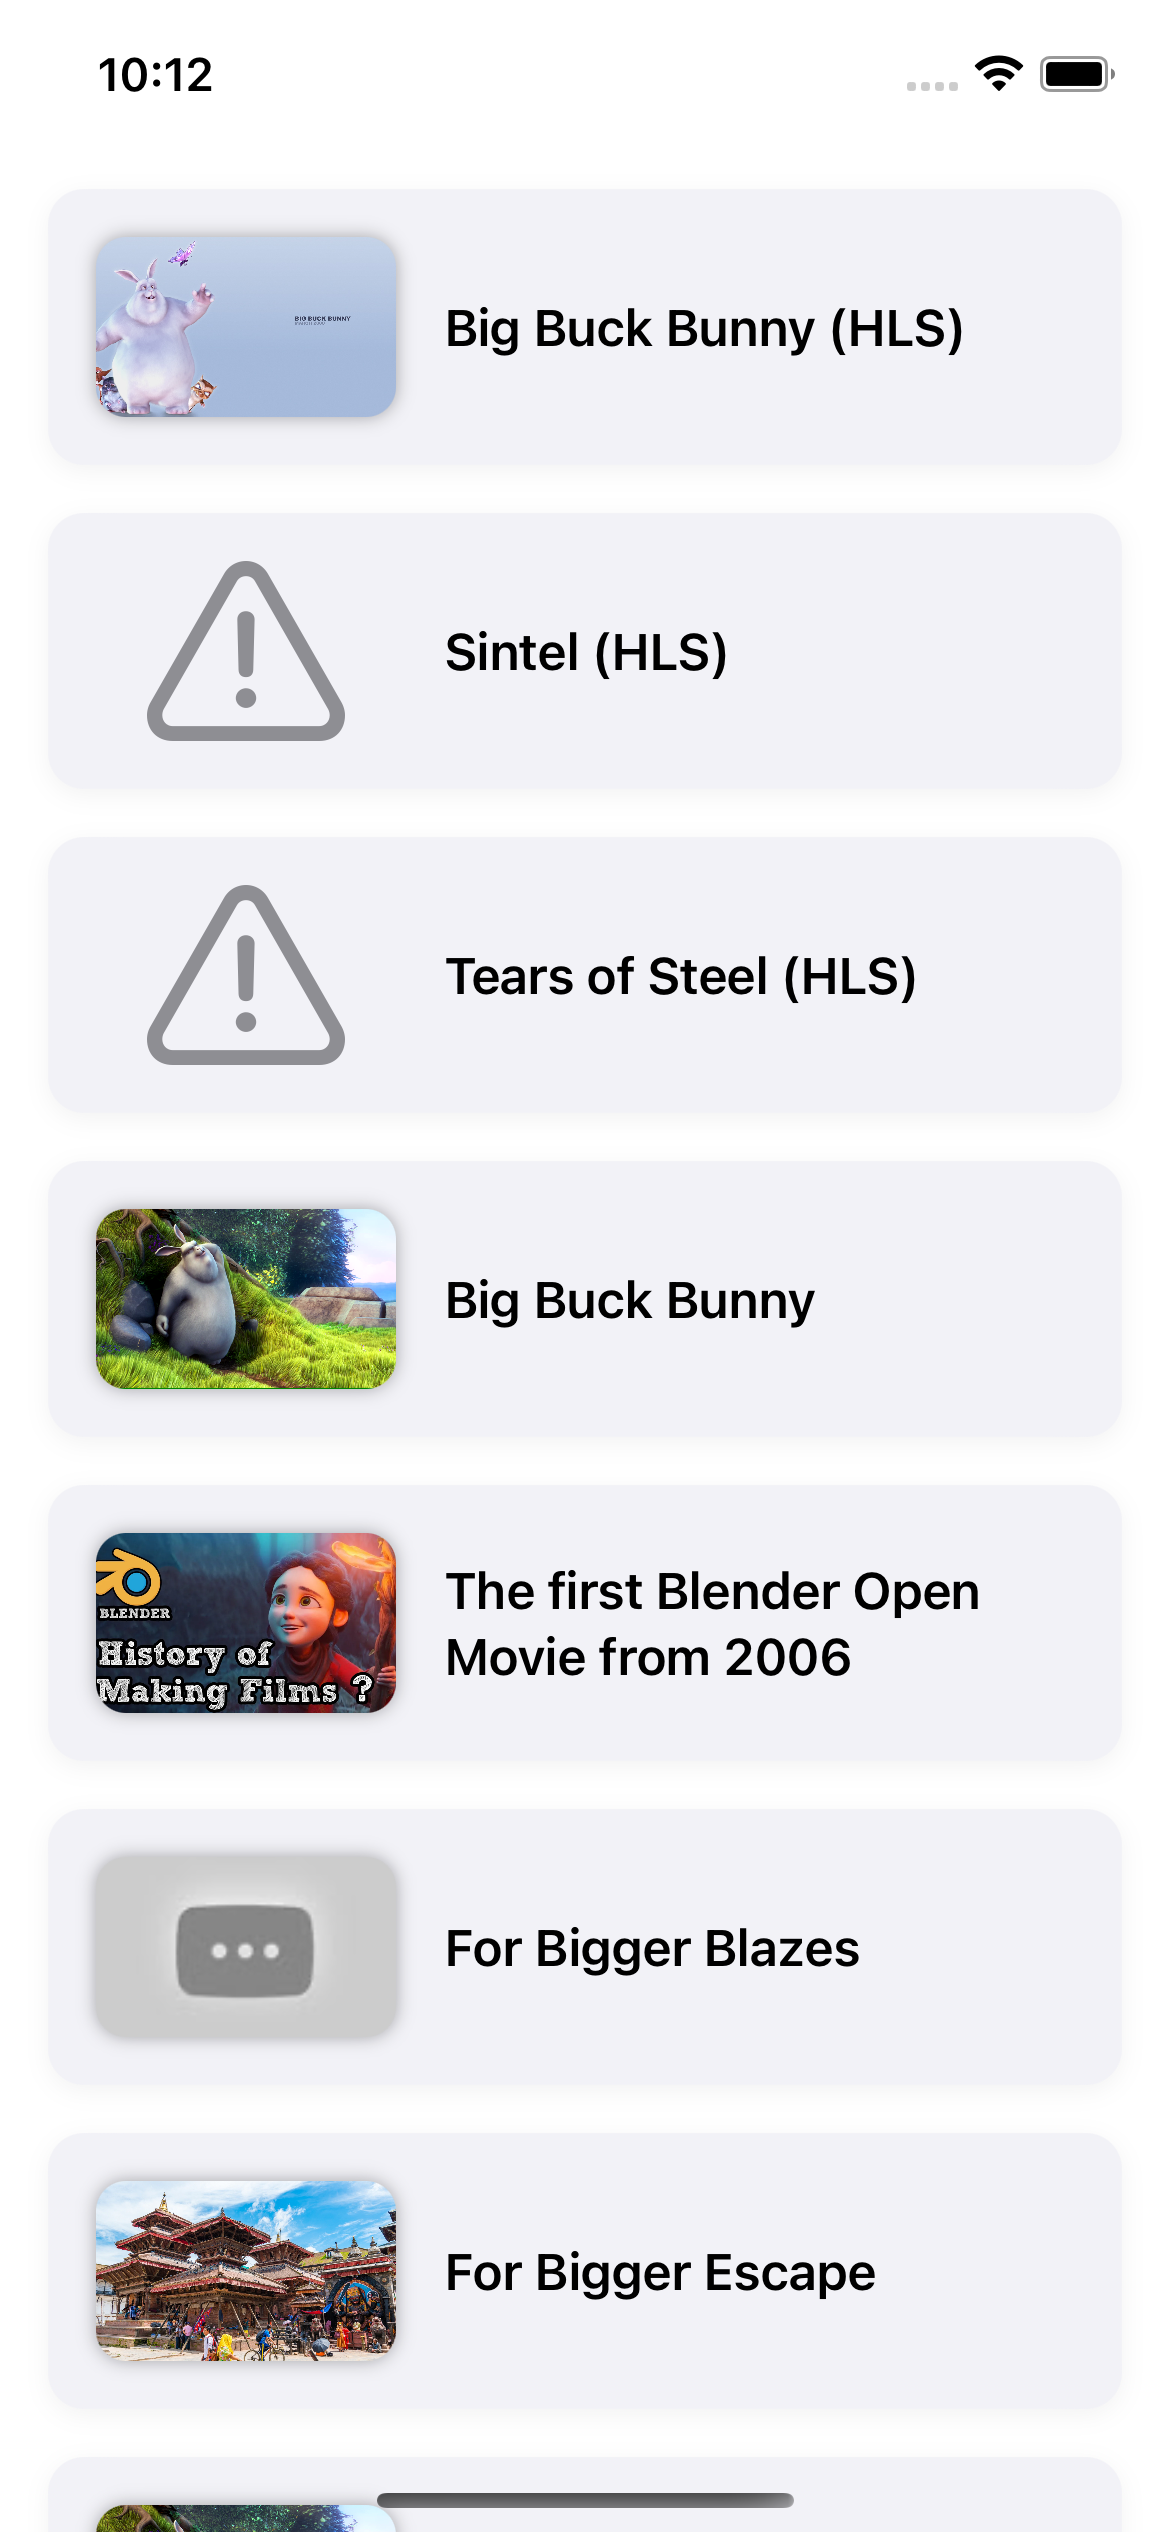 10:12
BIG BUCK BUNNY
Big Buck Bunny (HLS)
Sintel (HLS)
Tears of Steel (HLS)
Big Buck Bunny
BLENDER
History of
Making Films ?
The first Blender Open
Movie from 2006
For Bigger Blazes
For Bigger Escape